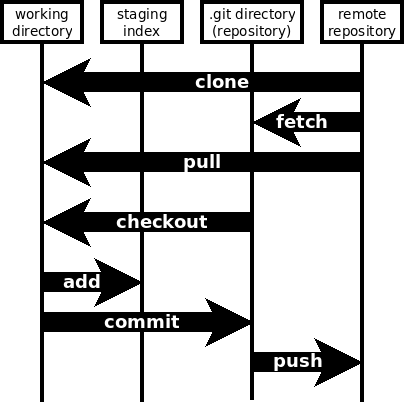 working
directory
staging
index
.git directory
(repository)
remote
repository
clone
fetch
pull
checkout
add
commit
push